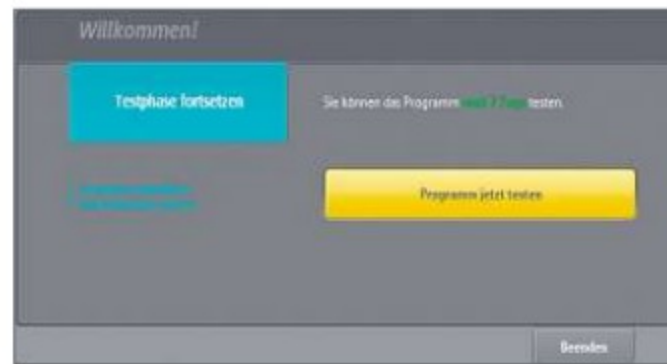 Willkommen!
Testphase fortsetzen
Sie können das Programm noch 7 Tage testen.
Programm jetzt testen
Beenden